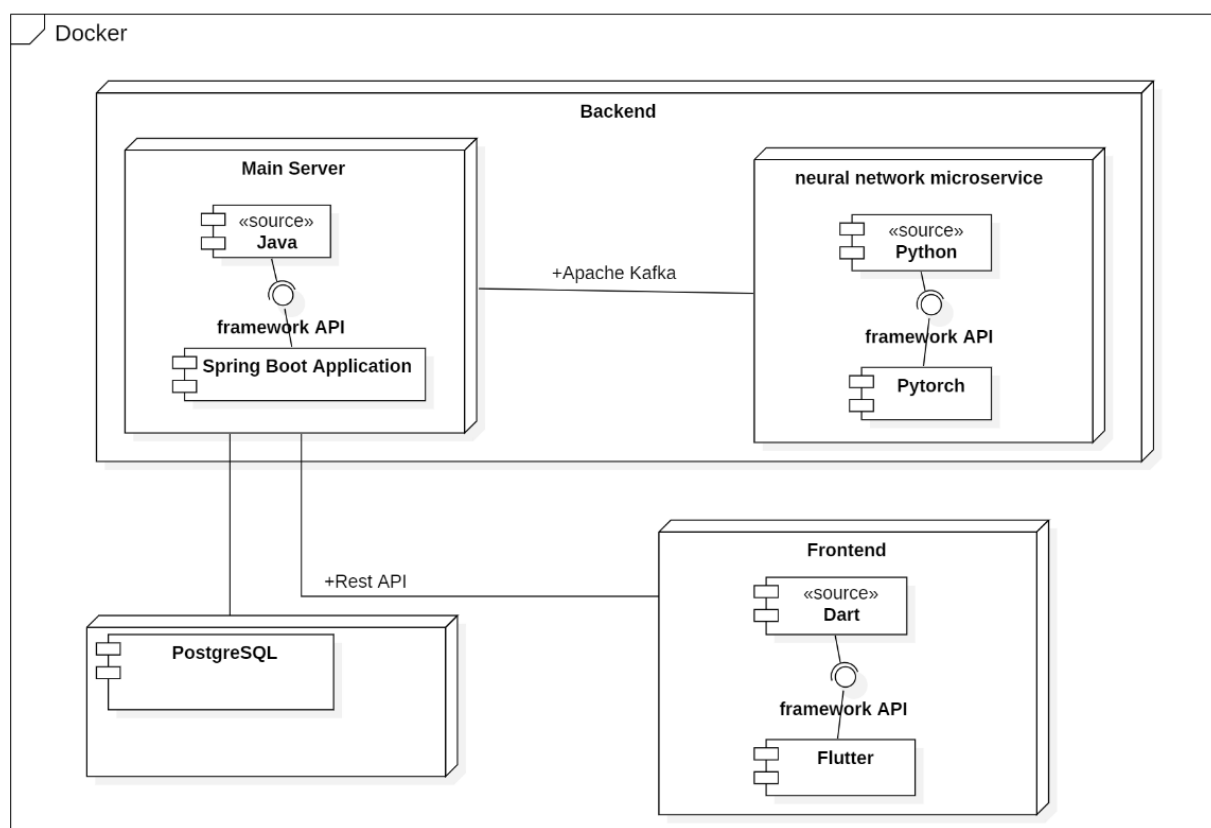 Docker
Backend
Main Server
«source»
Java
framework API
Spring Boot Application
+Apache Kafka
neural network microservice
«source»
Python
framework API
Pytorch
+Rest API
PostgreSQL
Frontend
«source»
Dart
framework API
Flutter